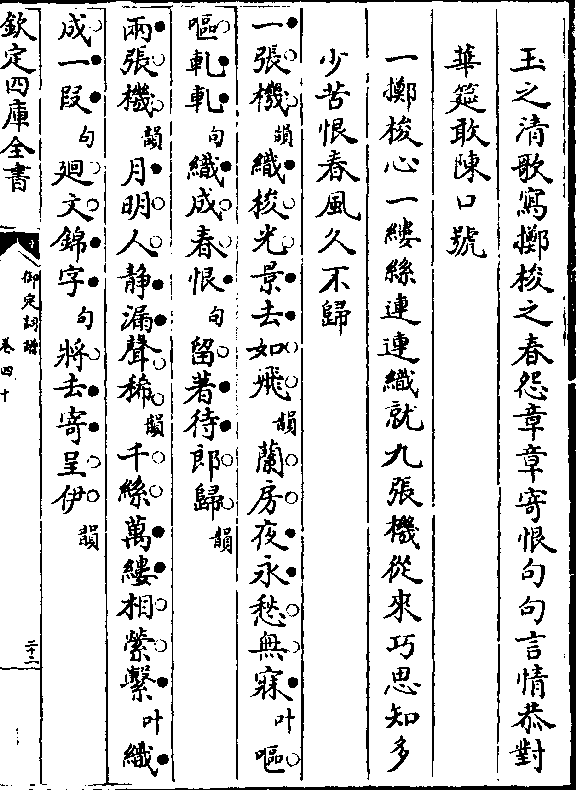 玉之清歌寫擲梭之春怨章章寄恨句句言情恭對
華筵敢陳口號
一擲梭心一縷絲連連織就九張機從來巧思知多
少苦恨春風久不歸
一張機韻織梭光景去如飛韻蘭房夜永愁無寐叶嘔
嘔軋軋句織成春恨句留著待郎歸韻
兩張機韻月明人靜漏聲稀韻千絲萬縷相縈繫叶織
成一段句廻文錦字句將去寄呈伊韻
欽定四庫全書
御定詞譜
卷四十
二十二